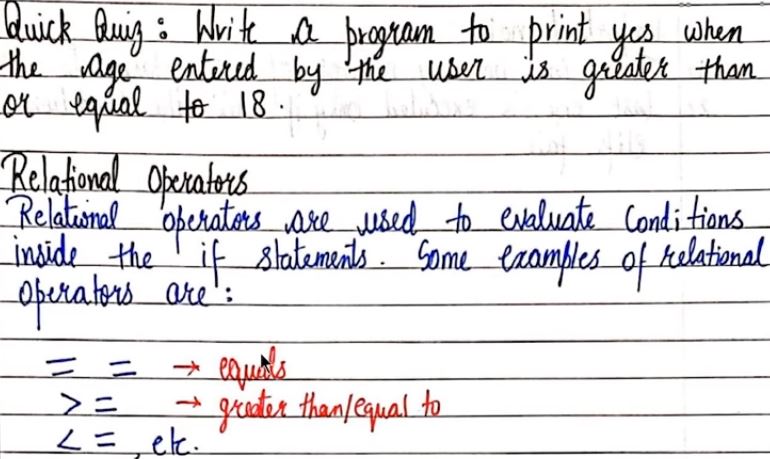 Quick Quiz : Write a program to print yes when
the age entered by the user is greater than
or equal to 18.
Relational Operators
Relational operators are used to evaluate Conditions
inside the if statements. Some examples of relational
operators are :
= = → equals
> = → greater than/equal to
< = , etc.